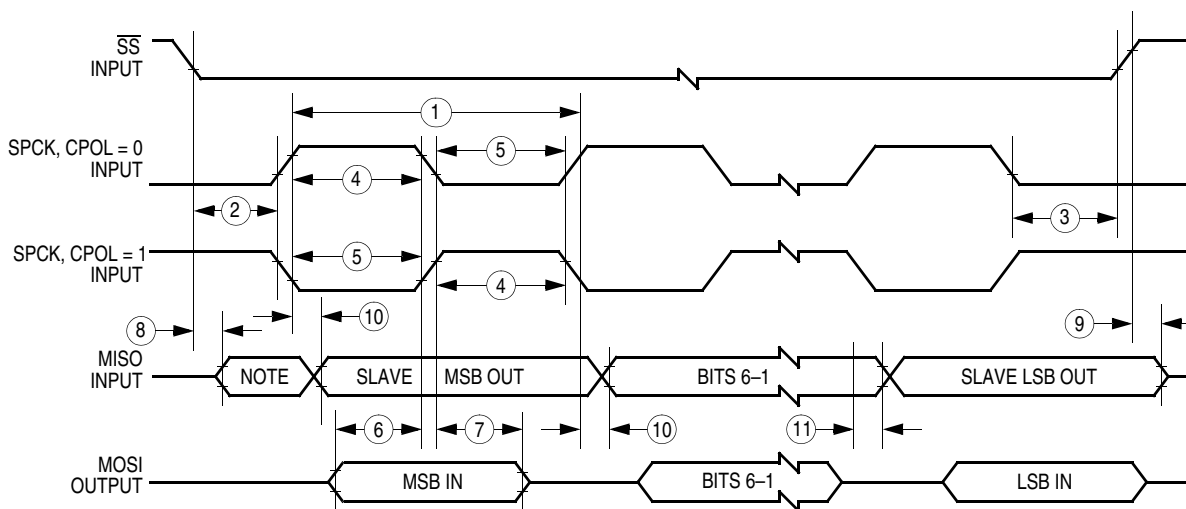 SS
INPUT
1
SPCK, CPOL = 0
INPUT
5
4
2
3
SPCK, CPOL = 1
INPUT
5
4
8
10
9
MISO
INPUT
NOTE
SLAVE
MSB OUT
BITS 6–1
SLAVE LSB OUT
6
7
10
11
MOSI
OUTPUT
MSB IN
BITS 6–1
LSB IN